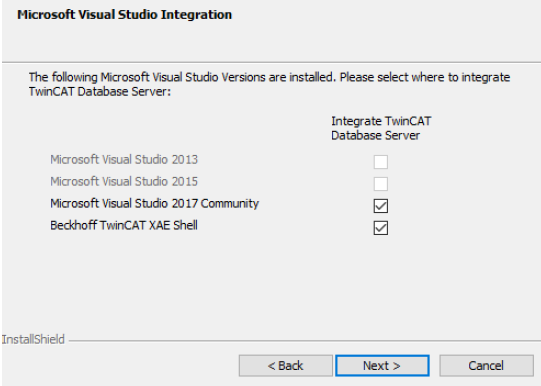 Microsoft Visual Studio Integration
The following Microsoft Visual Studio Versions are installed. Please select where to integrate
TwinCAT Database Server:
Integrate TwinCAT
Database Server
Microsoft Visual Studio 2013
Microsoft Visual Studio 2015
Microsoft Visual Studio 2017 Community
Beckhoff TwinCAT XAE Shell
InstallShield
< Back Next > Cancel